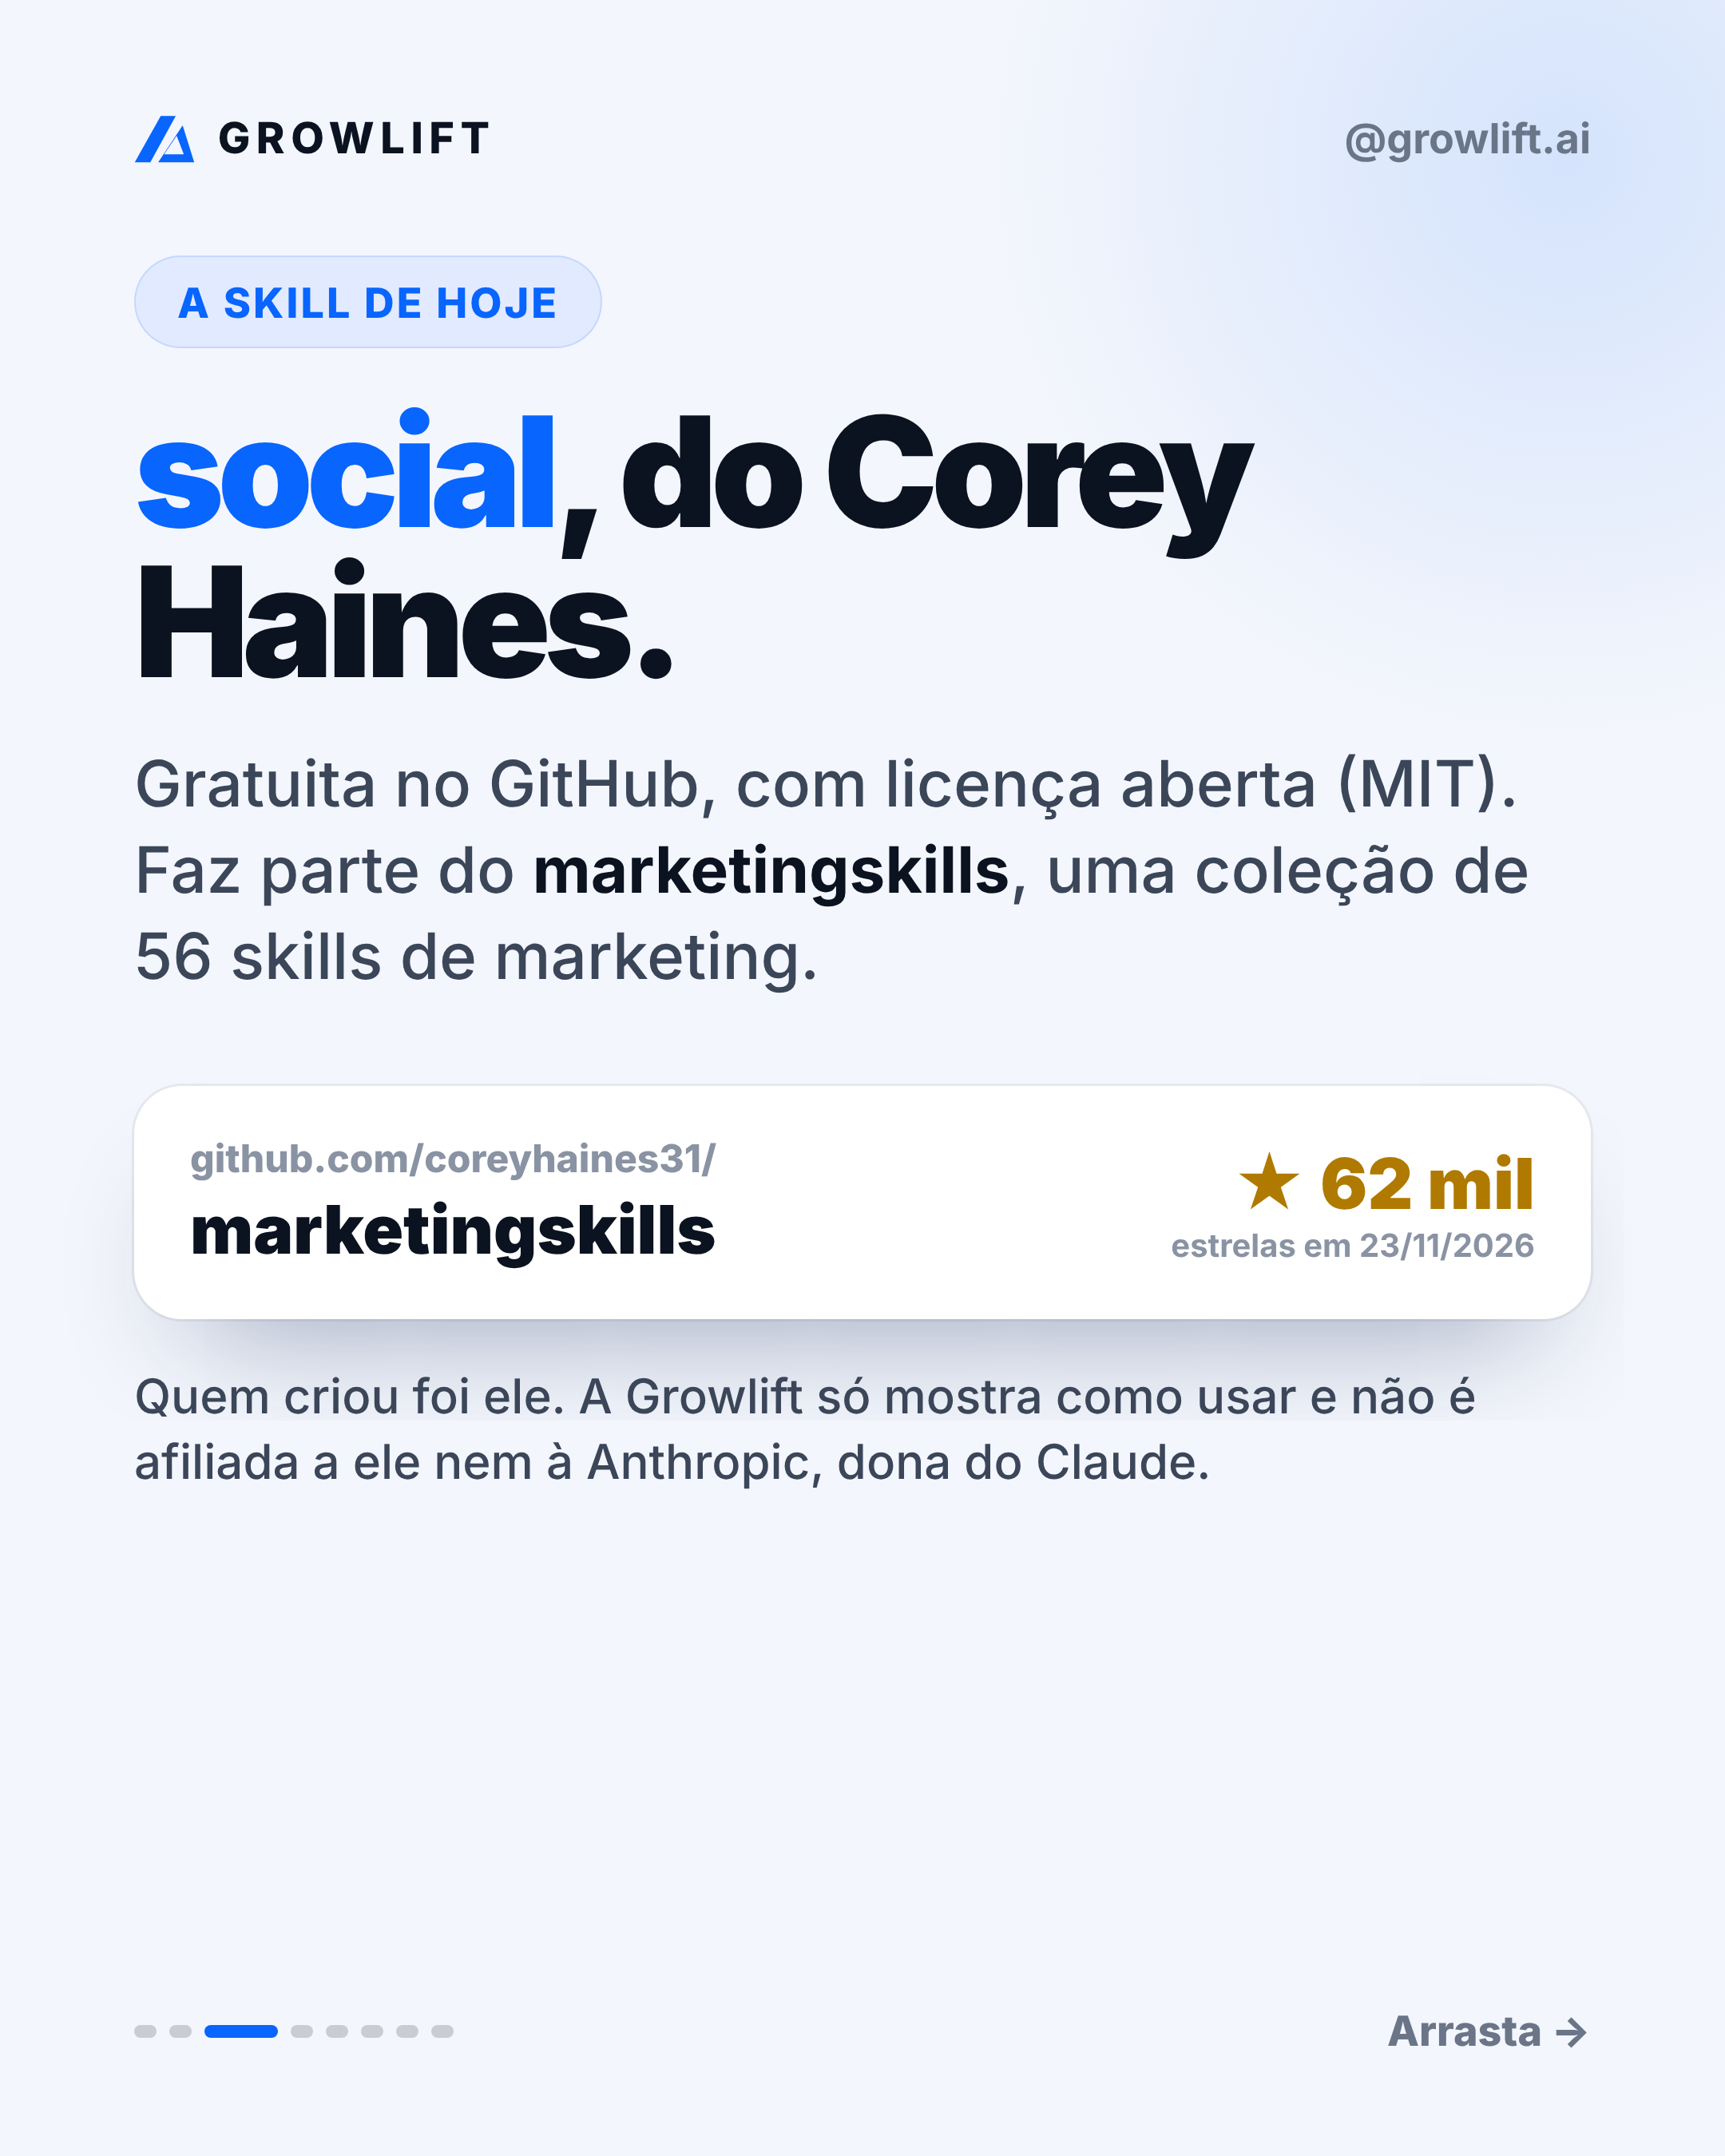 GROWLIFT
@growlift.ai
A SKILL DE HOJE
social, do Corey
Haines.
Gratuita no GitHub, com licença aberta (MIT).
Faz parte do marketingskills, uma coleção de
56 skills de marketing.
github.com/coreyhaines31/
marketingskills
★ 62 mil
estrelas em 23/11/2026
Quem criou foi ele. A Growlift só mostra como usar e não é
afiliada a ele nem à Anthropic, dona do Claude.
Arrasta →